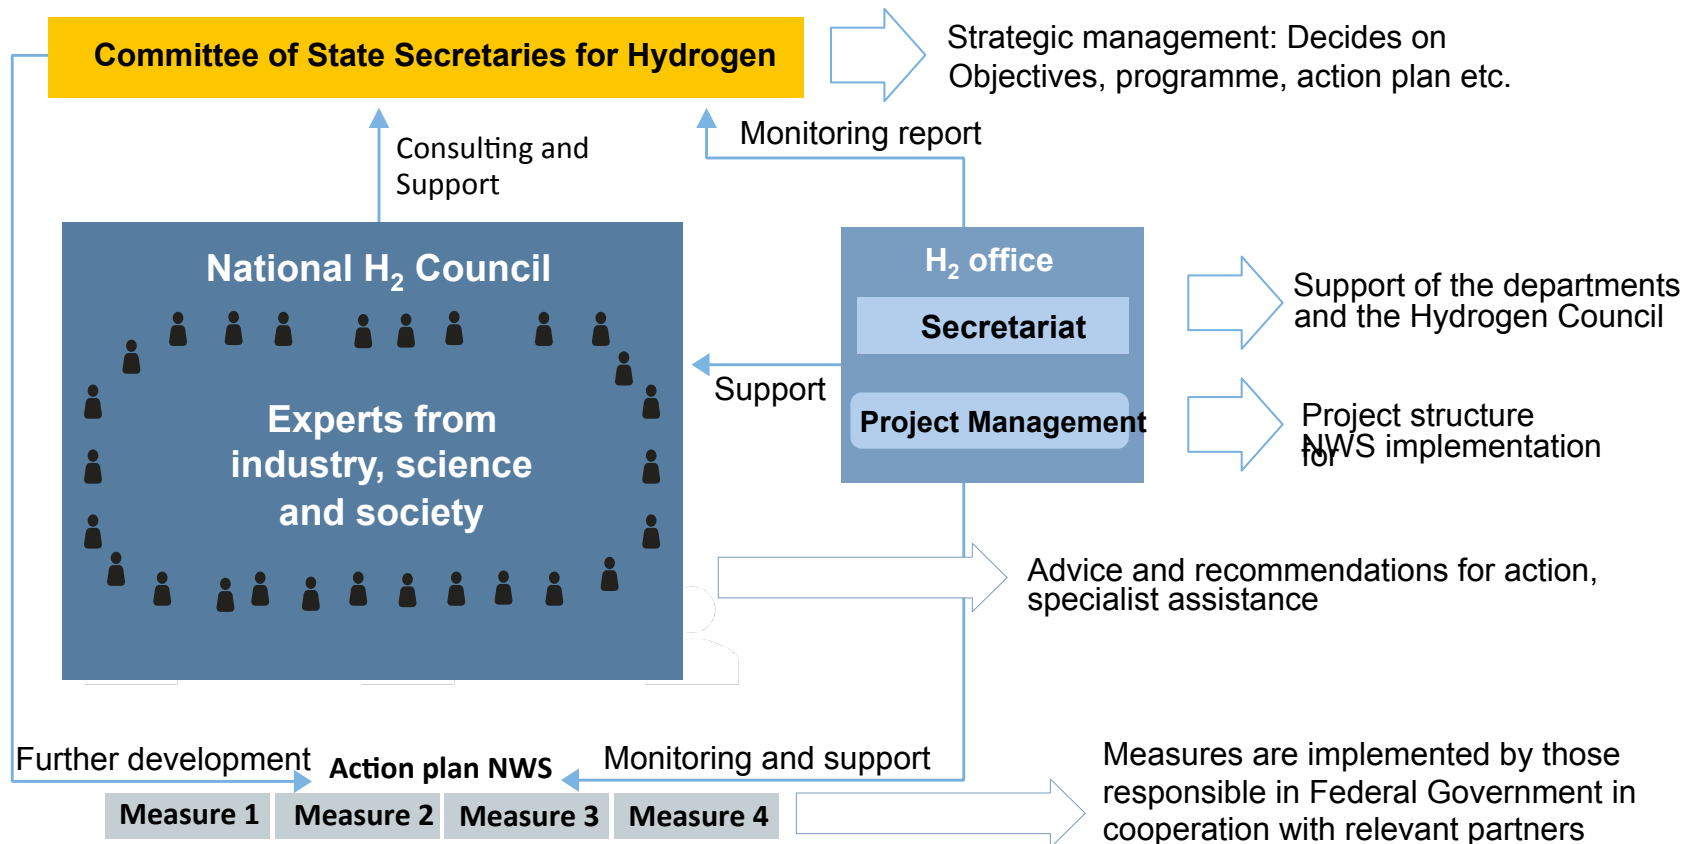 Committee of State Secretaries for Hydrogen
Strategic management: Decides on
Objectives, programme, action plan etc.
Consulting and
Support
Monitoring report
National H₂ Council
Experts from
industry, science
and society
H₂ office
Secretariat
Project Management
Support
Support of the departments
and the Hydrogen Council
Project structure
for
NWS implementation
Advice and recommendations for action,
specialist assistance
Further development
Action plan NWS
Monitoring and support
Measure 1
Measure 2
Measure 3
Measure 4
Measures are implemented by those
responsible in Federal Government in
cooperation with relevant partners